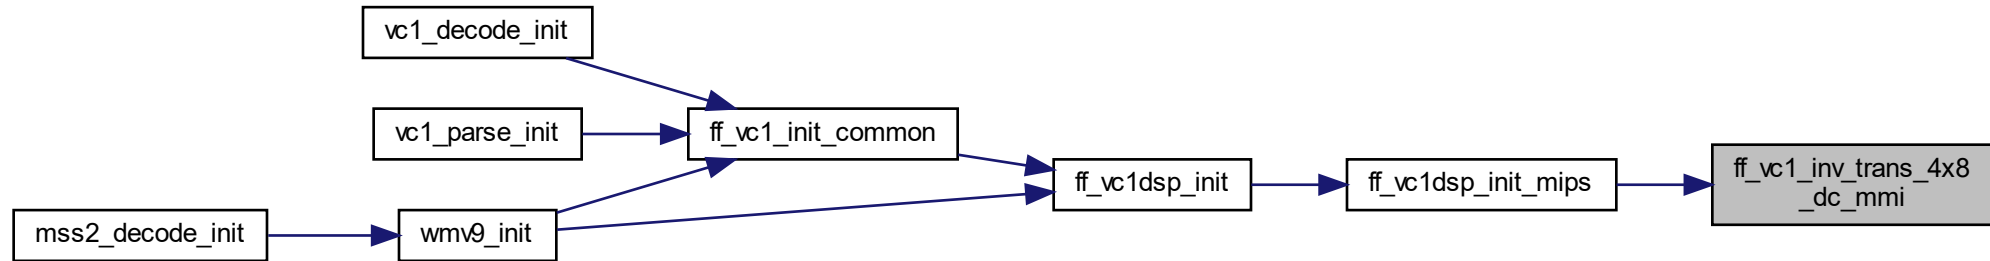 vc1_decode_init
vc1_parse_init
ff_vc1_init_common
ff_vc1dsp_init
ff_vc1dsp_init_mips
ff_vc1_inv_trans_4x8
_dc_mmi
mss2_decode_init
wmv9_init